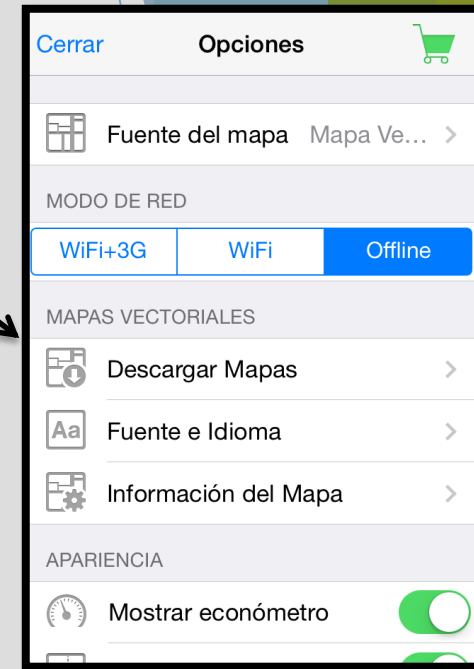 Cerrar Opciones
Fuente del mapa Mapa Ve...
MODO DE RED
WiFi+3G WiFi Offline
MAPAS VECTORIALES
Descargar Mapas
Aa Fuente e Idioma
Información del Mapa
APARIENCIA
Mostrar económetro